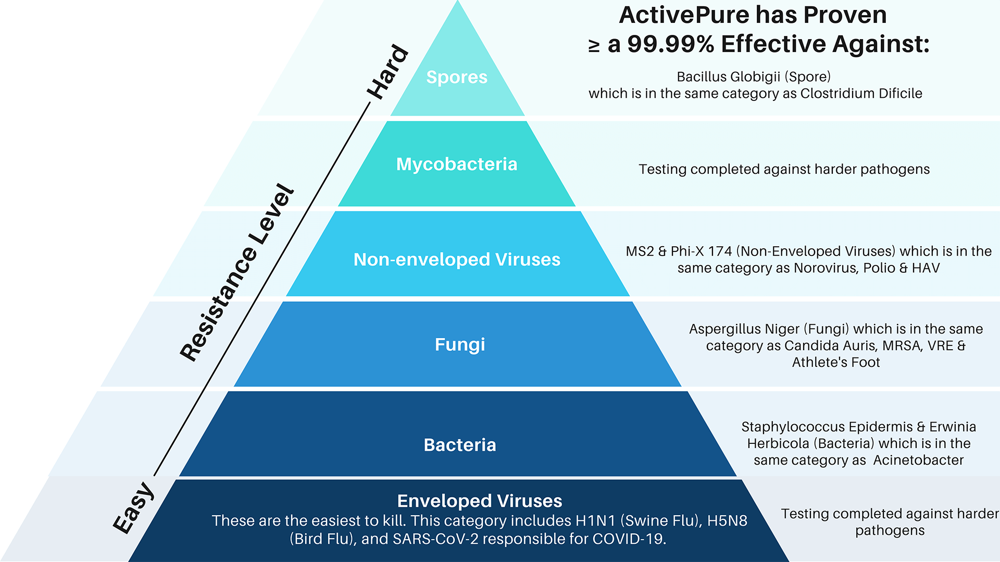 ActivePure has Proven
≥ a 99.99% Effective Against:
Hard
Resistance Level
Easy
Spores
Bacillus Globigii (Spore)
which is in the same category as Clostridium Dificile
Mycobacteria
Testing completed against harder pathogens
Non-enveloped Viruses
MS2 & Phi-X 174 (Non-Enveloped Viruses) which is in the
same category as Norovirus, Polio & HAV
Fungi
Aspergillus Niger (Fungi) which is in the same
category as Candida Auris, MRSA, VRE &
Athlete's Foot
Bacteria
Staphylococcus Epidermis & Erwinia
Herbicola (Bacteria) which is in the
same category as  Acinetobacter
Enveloped Viruses
These are the easiest to kill. This category includes H1N1 (Swine Flu), H5N8
(Bird Flu), and SARS-CoV-2 responsible for COVID-19.
Testing completed against harder
pathogens